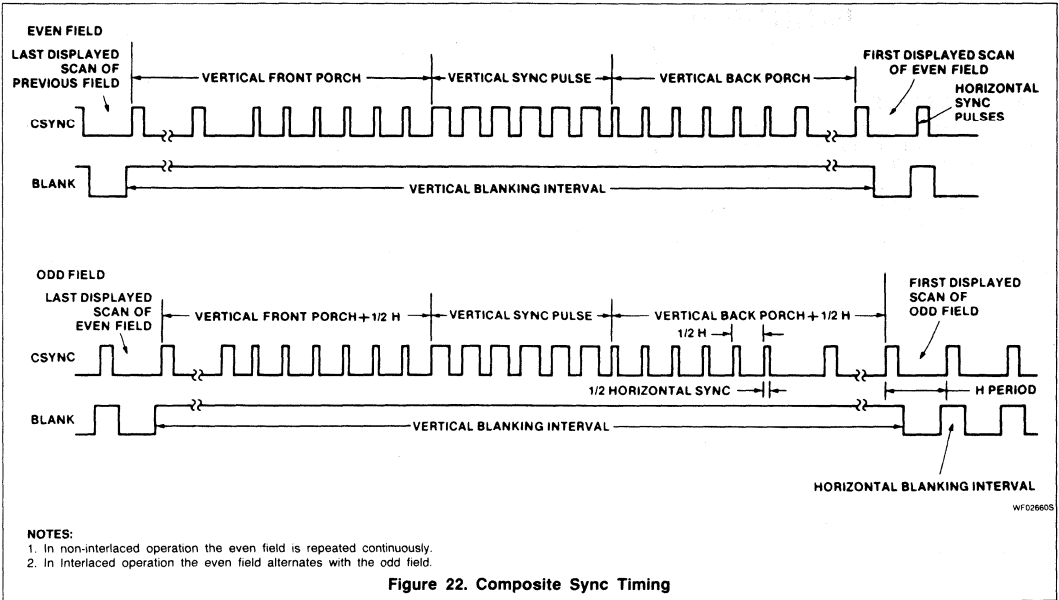 EVEN FIELD
LAST DISPLAYED
SCAN OF
PREVIOUS FIELD
VERTICAL FRONT PORCH
VERTICAL SYNC PULSE
VERTICAL BACK PORCH
FIRST DISPLAYED SCAN
OF EVEN FIELD
HORIZONTAL
SYNC
PULSES
CSYNC
BLANK
VERTICAL BLANKING INTERVAL
ODD FIELD
LAST DISPLAYED
SCAN OF
EVEN FIELD
VERTICAL FRONT PORCH+1/2 H
VERTICAL SYNC PULSE
VERTICAL BACK PORCH+1/2 H
FIRST DISPLAYED
SCAN OF
ODD FIELD
1/2 H
CSYNC
1/2 HORIZONTAL SYNC
H PERIOD
BLANK
VERTICAL BLANKING INTERVAL
HORIZONTAL BLANKING INTERVAL
WF02660S
NOTES:
1. In non-interlaced operation the even field is repeated continuously.
2. In Interlaced operation the even field alternates with the odd field.
Figure 22. Composite Sync Timing